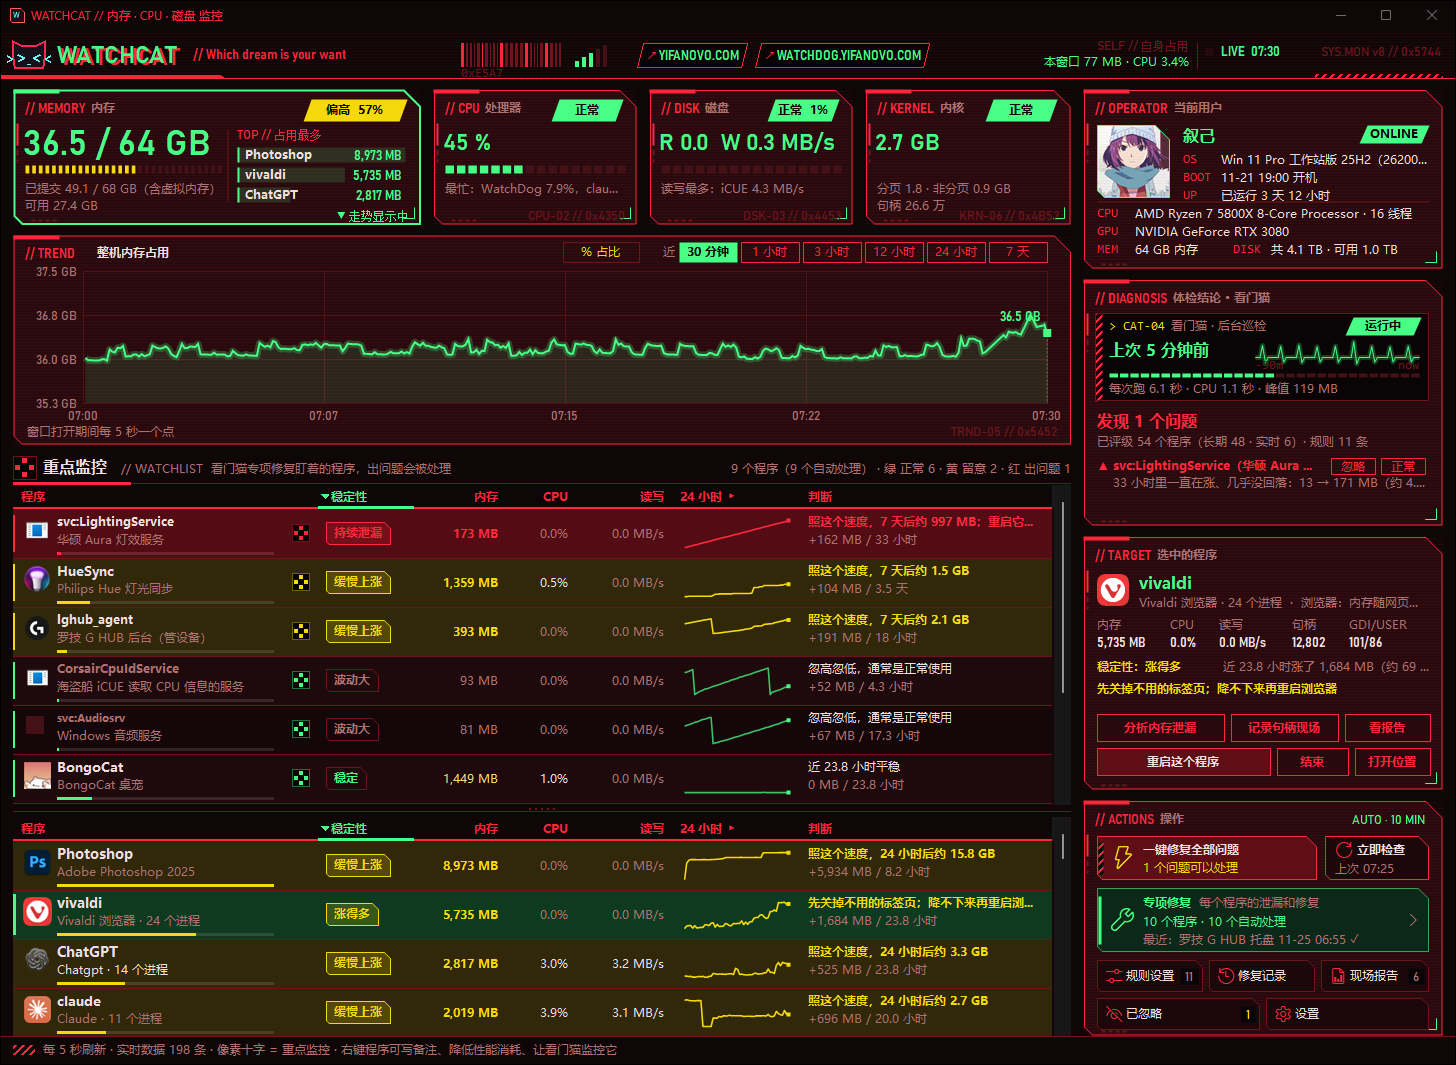 WATCHCAT // 内存 · CPU · 磁盘 监控
WATCHCAT
// Which dream is your want
0xE5A7
↗ YIFANOVO.COM
↗ WATCHDOG.YIFANOVO.COM
SELF // 自身占用
本窗口 77 MB · CPU 3.4%
LIVE 07:30
SYS.MON v8 // 0x5744
// MEMORY 内存
偏高 57%
36.5 / 64 GB
已提交 49.1 / 68 GB（含虚拟内存）
可用 27.4 GB
TOP // 占用最多
Photoshop 8,973 MB
vivaldi 5,735 MB
ChatGPT 2,817 MB
▼走势显示中
// CPU 处理器
正常
45 %
最忙：WatchDog 7.9%，clau...
// DISK 磁盘
正常 1%
R 0.0 W 0.3 MB/s
读写最多：iCUE 4.3 MB/s
// KERNEL 内核
正常
2.7 GB
分页 1.8 · 非分页 0.9 GB
句柄 26.6 万
// OPERATOR 当前用户
叙己
ONLINE
OS Win 11 Pro 工作站版 25H2（26200...
BOOT 11-21 19:00 开机
UP 已运行 3 天 12 小时
CPU AMD Ryzen 7 5800X 8-Core Processor · 16 线程
GPU NVIDIA GeForce RTX 3080
MEM 64 GB 内存 DISK 共 4.1 TB · 可用 1.0 TB
// TREND 整机内存占用
% 占比
近 30 分钟 1 小时 3 小时 12 小时 24 小时 7 天
37.5 GB
36.8 GB
36.0 GB
35.3 GB
36.5 GB
07:00 07:07 07:15 07:22 07:30
窗口打开期间每 5 秒一个点
TRND-05 // 0x5452
// DIAGNOSIS 体检结论 · 看门猫
> CAT-04 看门猫 · 后台巡检
运行中
上次 5 分钟前
-90m now
每次跑 6.1 秒 · CPU 1.1 秒 · 峰值 119 MB
发现 1 个问题
已评级 54 个程序（长期 48 · 实时 6）· 规则 11 条
▲ svc:LightingService（华硕 Aura ...
忽略 正常
33 小时里一直在涨、几乎没回落：13 → 171 MB（约 4....
重点监控 // WATCHLIST 看门猫专项修复盯着的程序，出问题会被处理
9 个程序（9 个自动处理） · 绿 正常 6 · 黄 留意 2 · 红 出问题 1
程序 ▼稳定性 内存 CPU 读写 24 小时 ▸ 判断
svc:LightingService
华硕 Aura 灯效服务
持续泄漏 173 MB 0.0% 0.0 MB/s
照这个速度，7 天后约 997 MB；重启它...
+162 MB / 33 小时
HueSync
Philips Hue 灯光同步
缓慢上涨 1,359 MB 0.5% 0.0 MB/s
照这个速度，7 天后约 1.5 GB
+104 MB / 3.5 天
lghub_agent
罗技 G HUB 后台（管设备）
缓慢上涨 393 MB 0.0% 0.0 MB/s
照这个速度，7 天后约 2.1 GB
+191 MB / 18 小时
CorsairCpuIdService
海盗船 iCUE 读取 CPU 信息的服务
波动大 93 MB 0.0% 0.0 MB/s
忽高忽低，通常是正常使用
+52 MB / 4.3 小时
svc:Audiosrv
Windows 音频服务
波动大 81 MB 0.0% 0.0 MB/s
忽高忽低，通常是正常使用
+67 MB / 17.3 小时
BongoCat
BongoCat 桌宠
稳定 1,449 MB 1.0% 0.0 MB/s
近 23.8 小时平稳
0 MB / 23.8 小时
程序 ▼稳定性 内存 CPU 读写 24 小时 ▸ 判断
Ps
Photoshop
Adobe Photoshop 2025
缓慢上涨 8,973 MB 0.0% 0.0 MB/s
照这个速度，24 小时后约 15.8 GB
+5,934 MB / 8.2 小时
vivaldi
Vivaldi 浏览器 · 24 个进程
涨得多 5,735 MB 0.0% 0.0 MB/s
先关掉不用的标签页；降不下来再重启浏...
+1,684 MB / 23.8 小时
ChatGPT
Chatgpt · 14 个进程
缓慢上涨 2,817 MB 3.0% 3.2 MB/s
照这个速度，24 小时后约 3.3 GB
+525 MB / 23.8 小时
claude
Claude · 11 个进程
缓慢上涨 2,019 MB 3.9% 3.1 MB/s
照这个速度，24 小时后约 2.7 GB
+696 MB / 20.0 小时
// TARGET 选中的程序
vivaldi
Vivaldi 浏览器 · 24 个进程 · 浏览器：内存随网页...
内存 CPU 读写 句柄 GDI/USER
5,735 MB 0.0% 0.0 MB/s 12,802 101/86
稳定性：涨得多 近 23.8 小时涨了 1,684 MB（约 69 ...
先关掉不用的标签页；降不下来再重启浏览器
分析内存泄漏 记录句柄现场 看报告
重启这个程序 结束 打开位置
// ACTIONS 操作
AUTO · 10 MIN
一键修复全部问题
1 个问题可以处理
立即检查
上次 07:25
专项修复 每个程序的泄漏和修复
10 个程序 · 10 个自动处理
最近：罗技 G HUB 托盘 11-25 06:55 ✓
规则设置 11 修复记录 现场报告 6
已忽略 1 设置
每 5 秒刷新 · 实时数据 198 条 · 像素十字 = 重点监控 · 右键程序可写备注、降低性能消耗、让看门猫监控它